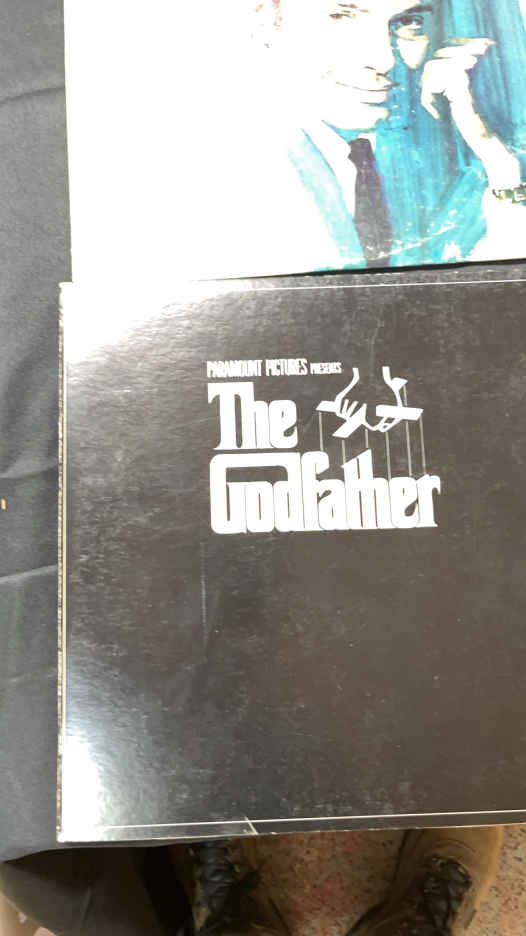 PARAMOUNT PICTURES PRESENTS
The
Godfather